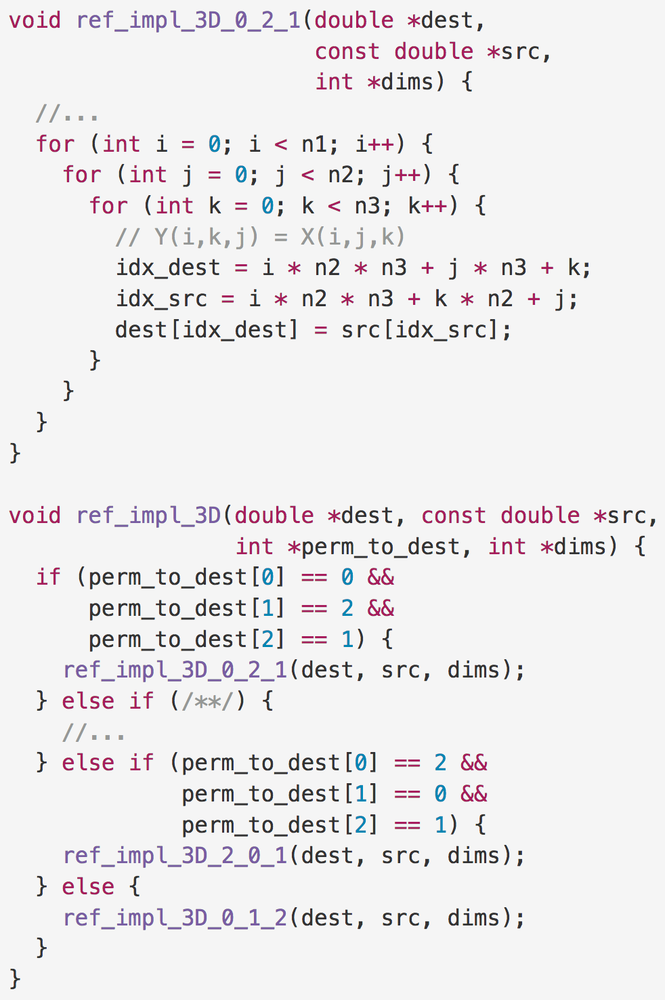 void ref_impl_3D_0_2_1(double *dest,
                       const double *src,
                       int *dims) {
  //...
  for (int i = 0; i < n1; i++) {
    for (int j = 0; j < n2; j++) {
      for (int k = 0; k < n3; k++) {
        // Y(i,k,j) = X(i,j,k)
        idx_dest = i * n2 * n3 + j * n3 + k;
        idx_src = i * n2 * n3 + k * n2 + j;
        dest[idx_dest] = src[idx_src];
      }
    }
  }
}

void ref_impl_3D(double *dest, const double *src,
                 int *perm_to_dest, int *dims) {
  if (perm_to_dest[0] == 0 &&
      perm_to_dest[1] == 2 &&
      perm_to_dest[2] == 1) {
    ref_impl_3D_0_2_1(dest, src, dims);
  } else if (/**/) {
    //...
  } else if (perm_to_dest[0] == 2 &&
             perm_to_dest[1] == 0 &&
             perm_to_dest[2] == 1) {
    ref_impl_3D_2_0_1(dest, src, dims);
  } else {
    ref_impl_3D_0_1_2(dest, src, dims);
  }
}